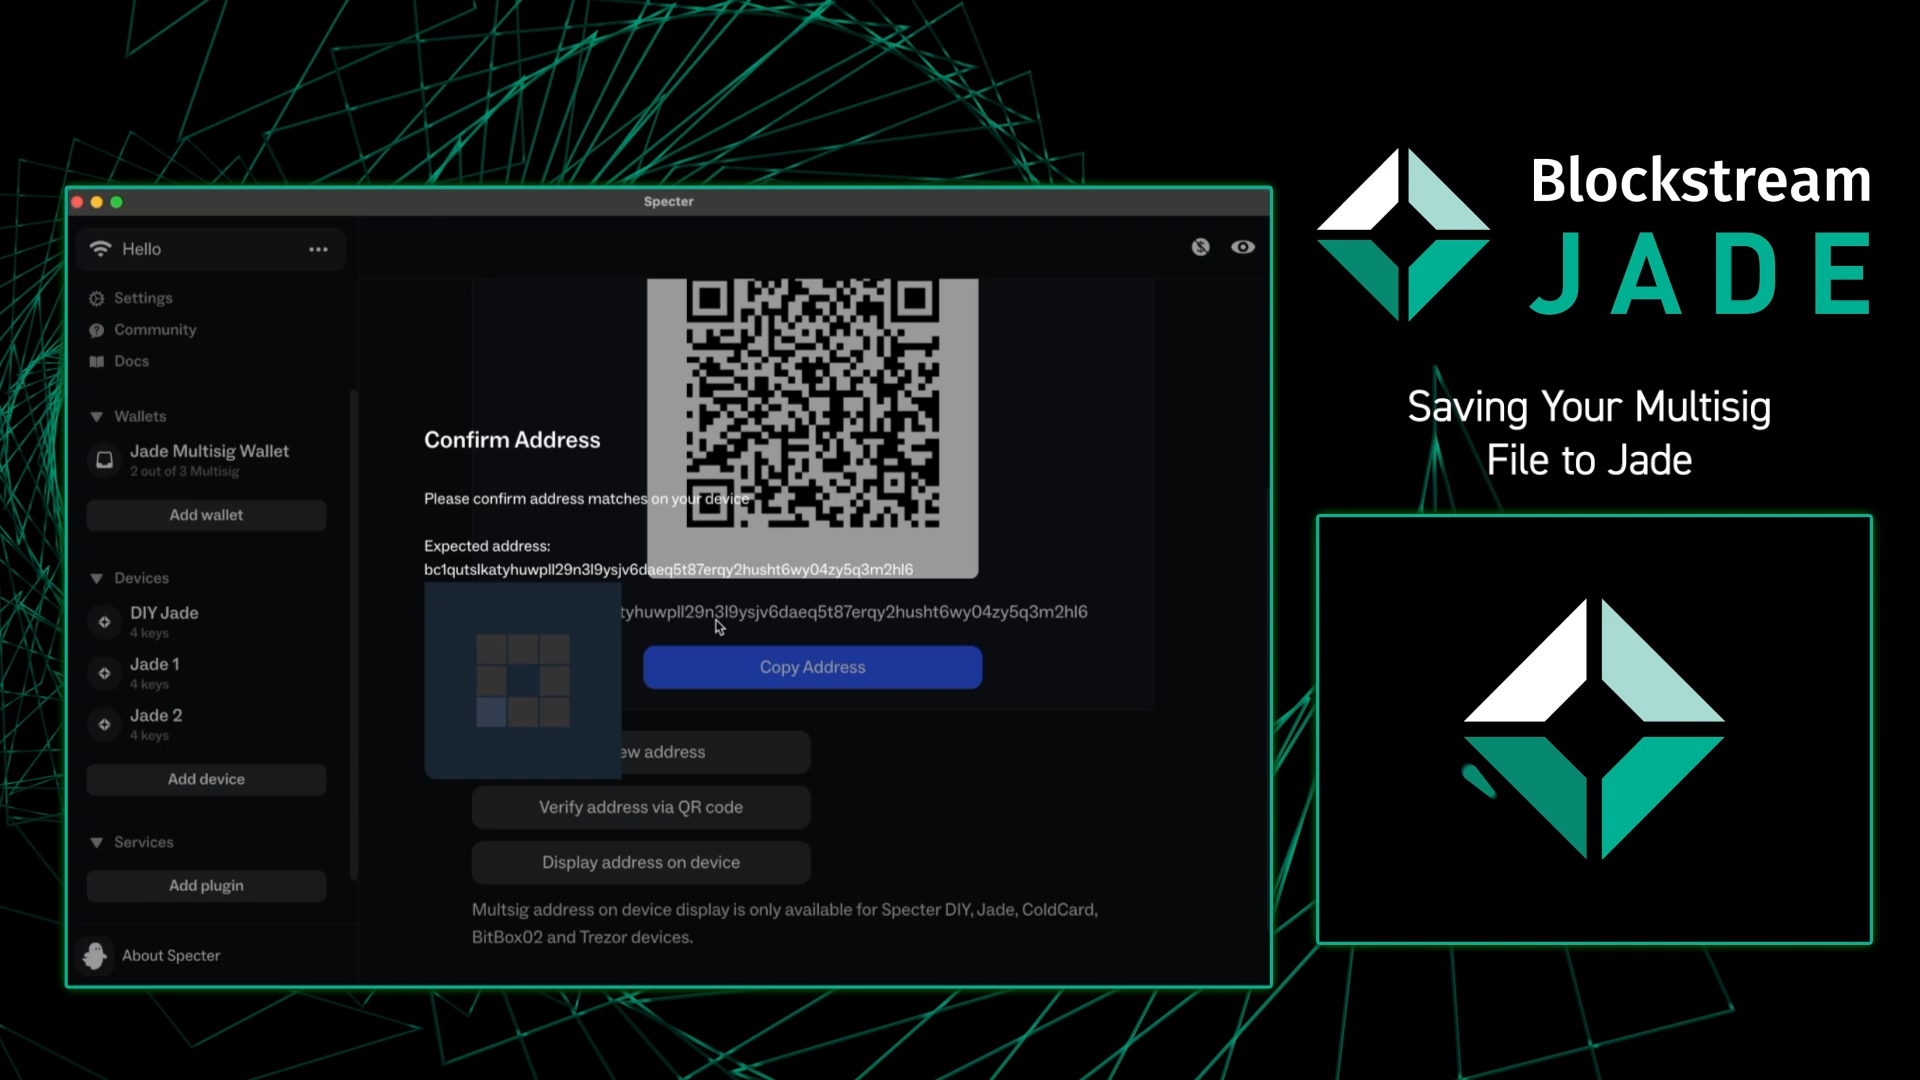 Specter
Hello
Settings
Community
Docs
Wallets
Jade Multisig Wallet
2 out of 3 Multisig
Add wallet
Devices
DIY Jade
4 keys
Jade 1
4 keys
Jade 2
4 keys
Add device
Services
Add plugin
About Specter
Confirm Address
Please confirm address matches on your device
Expected address:
bc1qutslkatyhuwpll29n3l9ysjv6daeq5t87erqy2husht6wy04zy5q3m2hl6
tyhuwpll29n3l9ysjv6daeq5t87erqy2husht6wy04zy5q3m2hl6
Copy Address
ew address
Verify address via QR code
Display address on device
Multsig address on device display is only available for Specter DIY, Jade, ColdCard,
BitBox02 and Trezor devices.
Blockstream
JADE
Saving Your Multisig
File to Jade